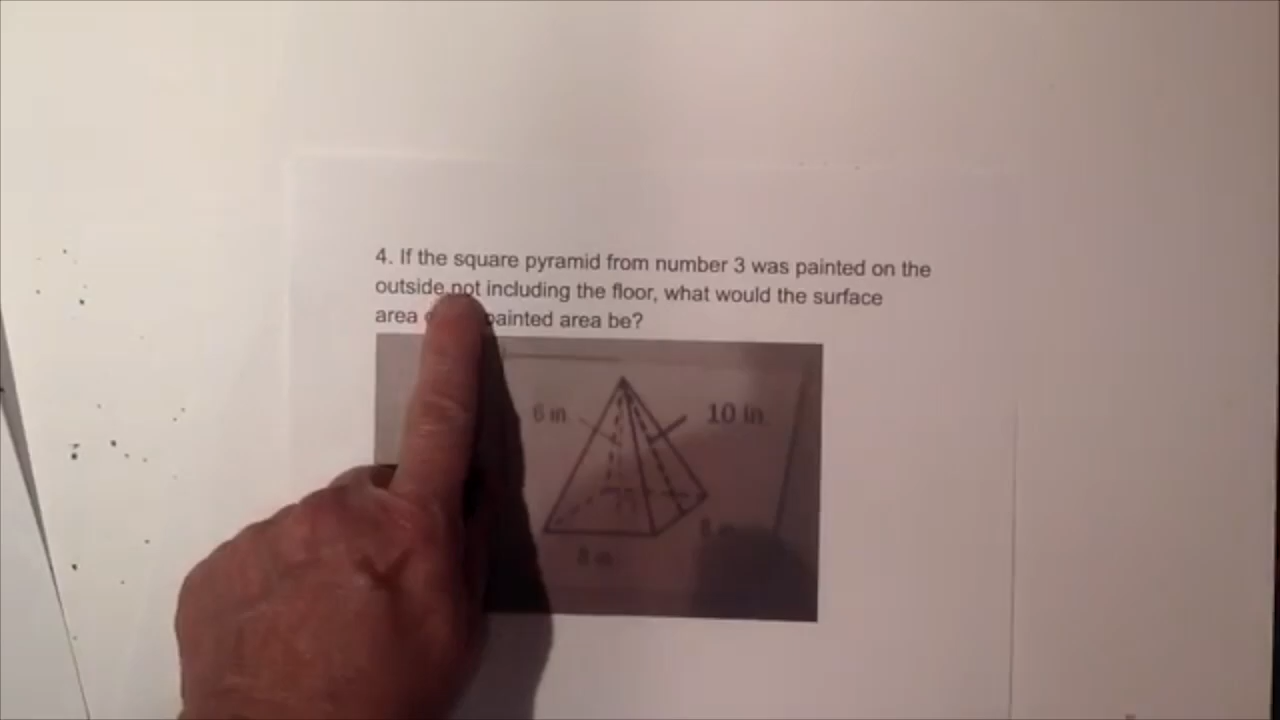 4. If the square pyramid from number 3 was painted on the
outside not including the floor, what would the surface
area painted area be?
6 in
10 in.
8 in